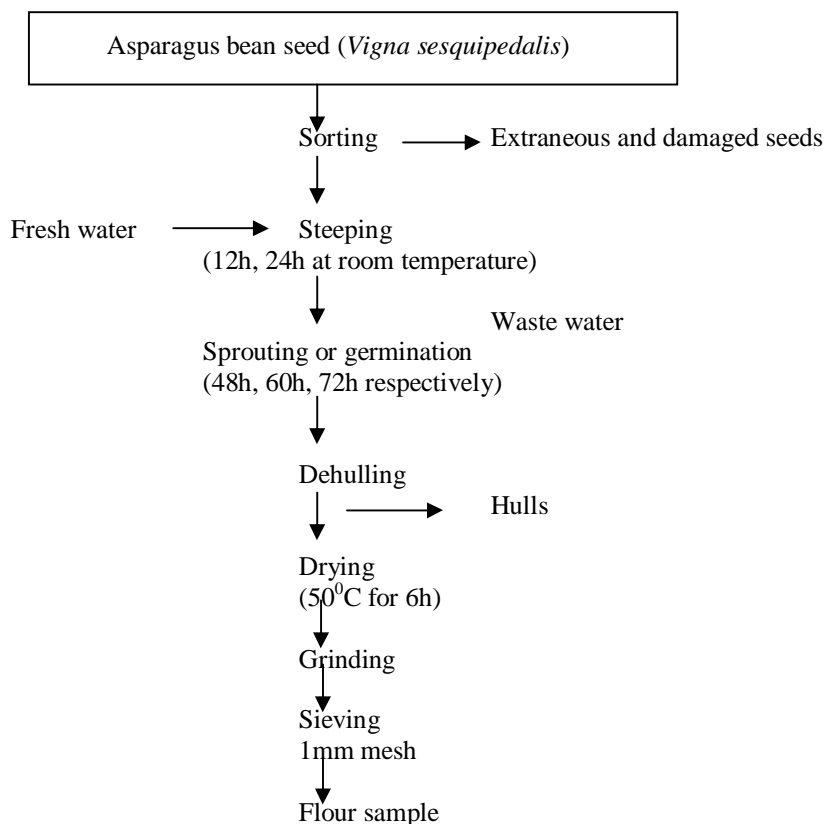 Asparagus bean seed (Vigna sesquipedalis)
Sorting
Extraneous and damaged seeds
Fresh water
Steeping
(12h, 24h at room temperature)
Waste water
Sprouting or germination
(48h, 60h, 72h respectively)
Dehulling
Hulls
Drying
(50⁰C for 6h)
Grinding
Sieving
1mm mesh
Flour sample